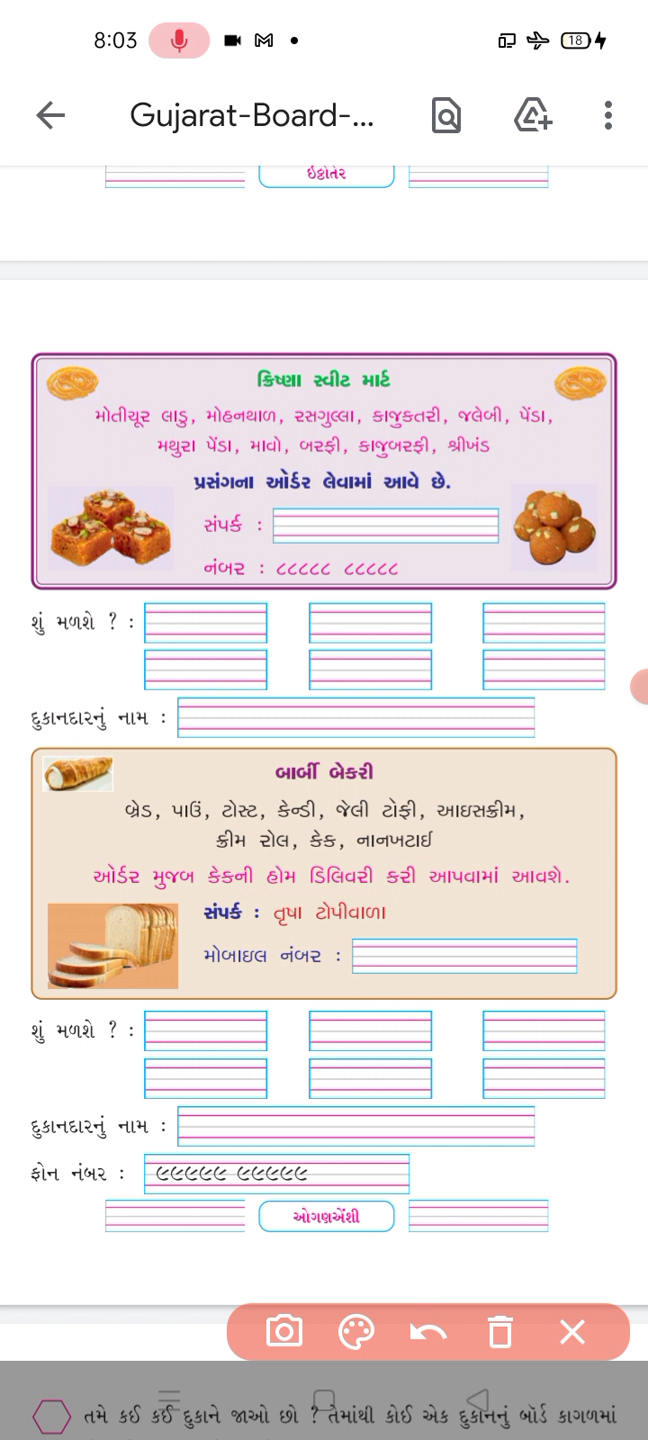 8:03
18
Gujarat-Board-...
ઈઠ્ઠોતેર
ક્રિષ્ણા સ્વીટ માર્ટ
મોતીચૂર લાડુ, મોહનથાળ, રસગુલ્લા, કાજુકતરી, જલેબી, પેંડા,
મથુરા પેંડા, માવો, બરફી, કાજુબરફી, શ્રીખંડ
પ્રસંગના ઓર્ડર લેવામાં આવે છે.
સંપર્ક :
નંબર : ૮૮૮૮૮ ૮૮૮૮૮
શું મળશે ? :
દુકાનદારનું નામ :
બાર્બી બેકરી
બ્રેડ, પાઉં, ટોસ્ટ, કેન્ડી, જેલી ટોફી, આઇસક્રીમ,
ક્રીમ રોલ, કેક, નાનખટાઈ
ઓર્ડર મુજબ કેકની હોમ ડિલિવરી કરી આપવામાં આવશે.
સંપર્ક : તૃષા ટોપીવાળા
મોબાઇલ નંબર :
શું મળશે ? :
દુકાનદારનું નામ :
ફોન નંબર : ૯૯૯૯૯ ૯૯૯૯૯
ઓગણએંશી
તમે કઈ કઈ દુકાને જાઓ છો ? તેમાંથી કોઈ એક દુકાનનું બૉર્ડ કાગળમાં